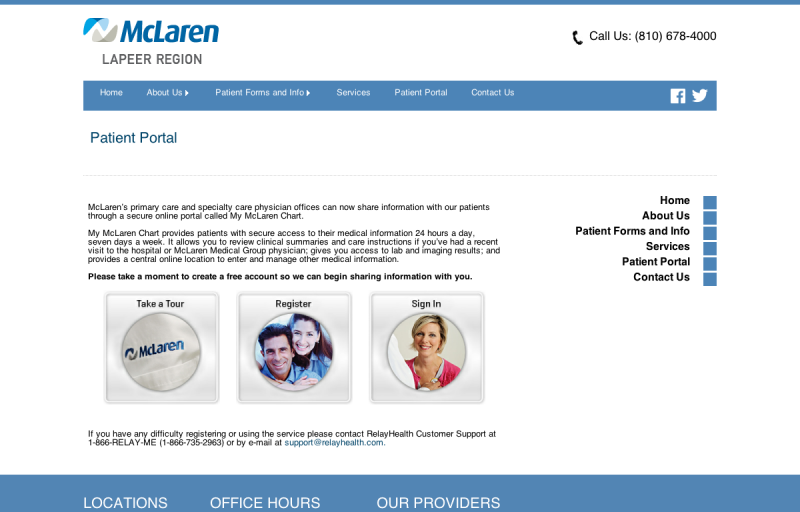 McLaren
LAPEER REGION
Call Us: (810) 678-4000
Home About Us Patient Forms and Info Services Patient Portal Contact Us
Patient Portal
McLaren's primary care and specialty care physician offices can now share information with our patients
through a secure online portal called My McLaren Chart.
My McLaren Chart provides patients with secure access to their medical information 24 hours a day,
seven days a week. It allows you to review clinical summaries and care instructions if you've had a recent
visit to the hospital or McLaren Medical Group physician; gives you access to lab and imaging results; and
provides a central online location to enter and manage other medical information.
Please take a moment to create a free account so we can begin sharing information with you.
Take a Tour Register Sign In
McLaren
If you have any difficulty registering or using the service please contact RelayHealth Customer Support at
1-866-RELAY-ME (1-866-735-2963) or by e-mail at support@relayhealth.com.
Home
About Us
Patient Forms and Info
Services
Patient Portal
Contact Us
LOCATIONS OFFICE HOURS OUR PROVIDERS